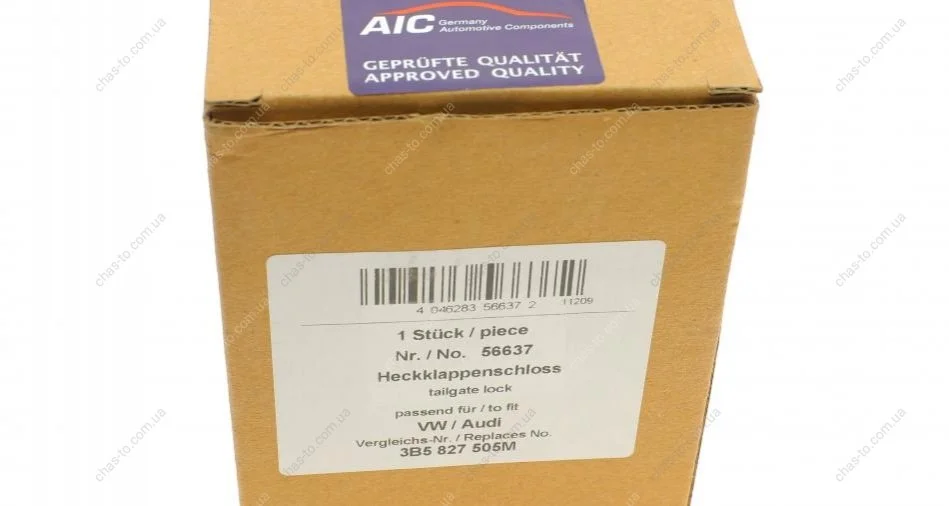 AIC Germany
Automotive Components
GEPRÜFTE QUALITÄT
APPROVED QUALITY
4 046283 56637 2 11209
1 Stück / piece
Nr. / No. 56637
Heckklappenschloss
tailgate lock
passend für / to fit
VW / Audi
Vergleichs-Nr. / Replaces No.
3B5 827 505M
chas-to.com.ua